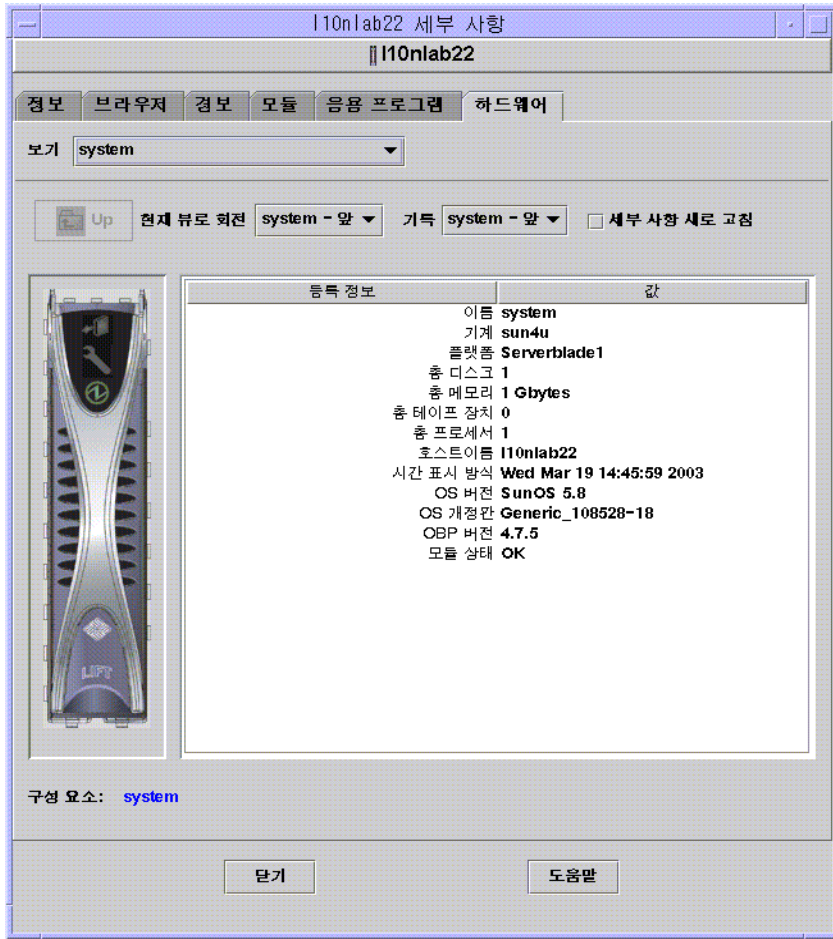 l10nlab22 세부 사항
l10nlab22
정보 브라우저 경보 모듈 응용 프로그램 하드웨어
보기 system
Up 현재 뷰로 회전 system - 앞 기득 system - 앞 세부 사항 새로 고침
등록 정보 값
이름 system
기계 sun4u
플랫폼 Serverblade1
총 디스크 1
총 메모리 1 Gbytes
총 테이프 장치 0
총 프로세서 1
호스트이름 l10nlab22
시간 표시 방식 Wed Mar 19 14:45:59 2003
OS 버전 SunOS 5.8
OS 개정판 Generic_108528-18
OBP 버전 4.7.5
모듈 상태 OK
LIFT
구성 요소: system
닫기 도움말